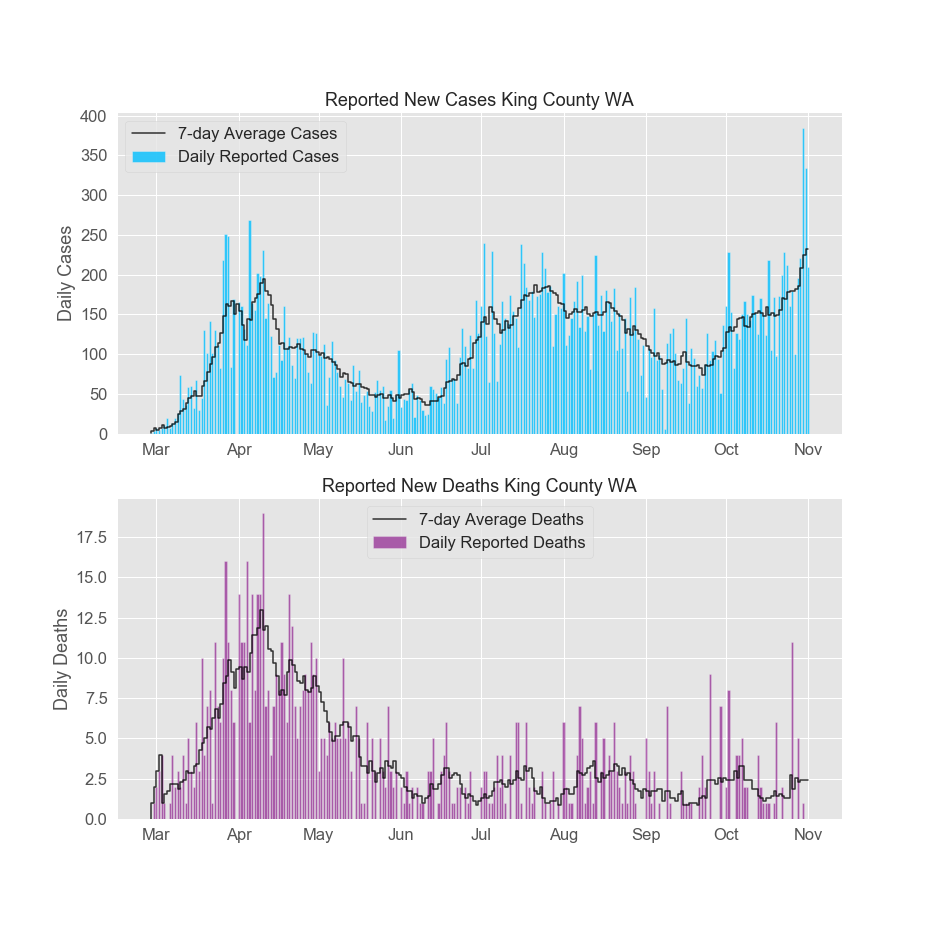 Reported New Cases King County WA
400
350
300
250
200
150
100
50
0
Daily Cases
7-day Average Cases
Daily Reported Cases
Mar Apr May Jun Jul Aug Sep Oct Nov
Reported New Deaths King County WA
17.5
15.0
12.5
10.0
7.5
5.0
2.5
0.0
Daily Deaths
7-day Average Deaths
Daily Reported Deaths
Mar Apr May Jun Jul Aug Sep Oct Nov